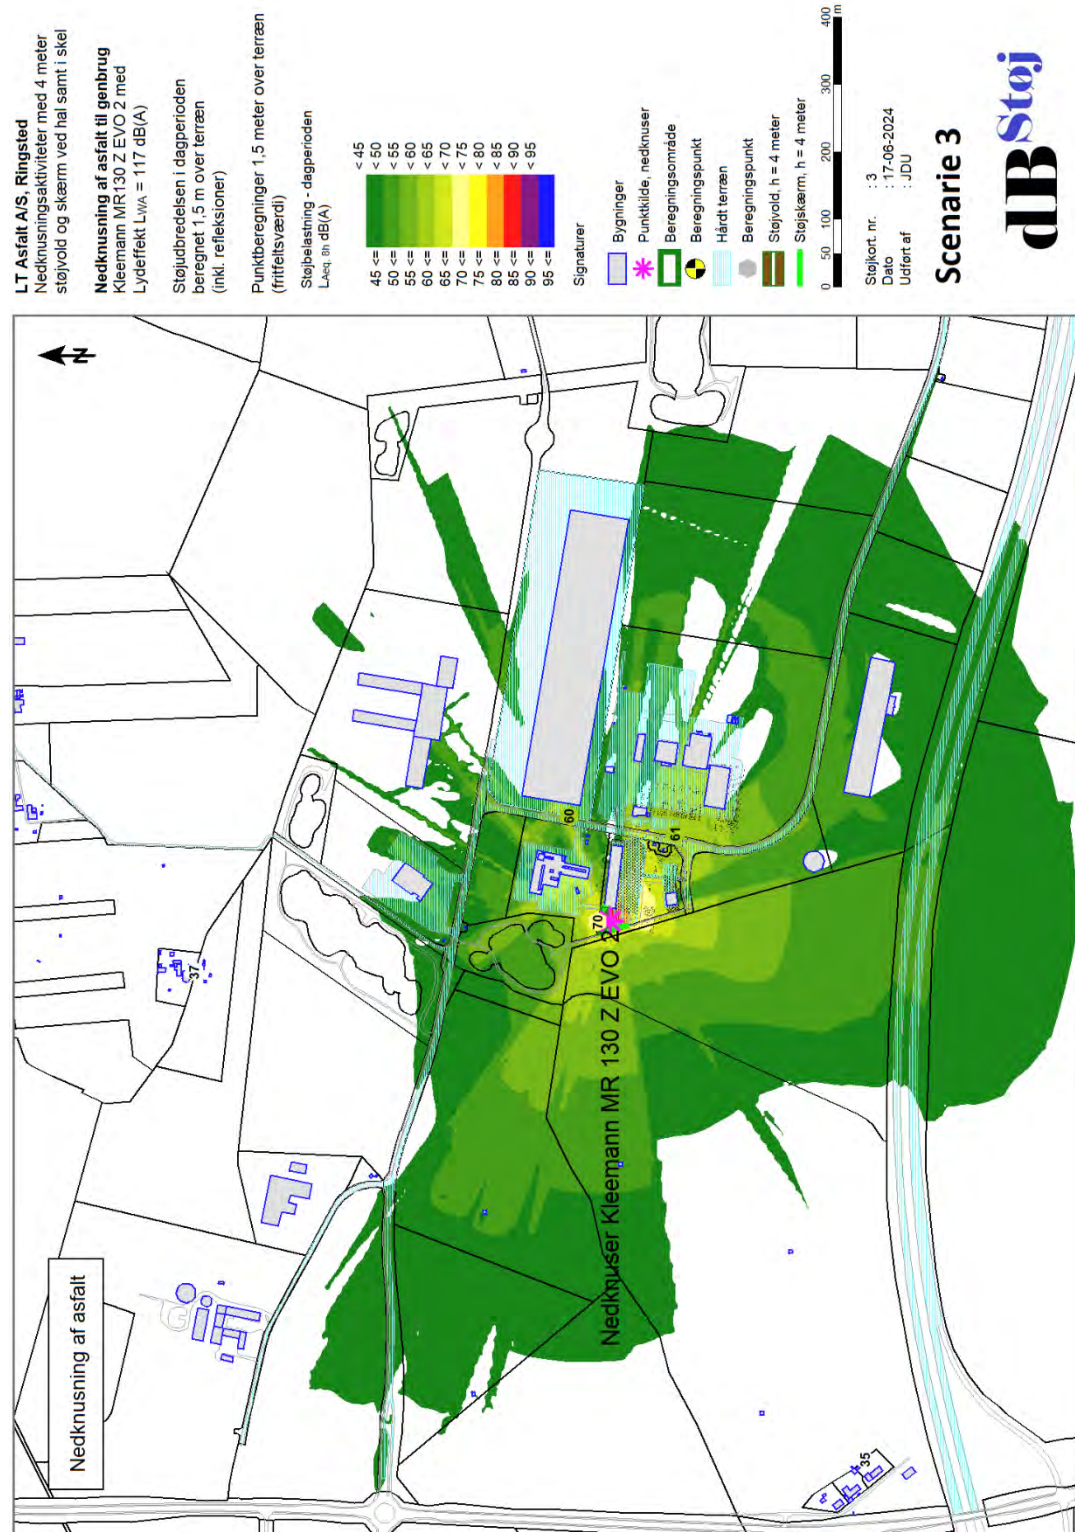 LT Asfalt A/S, Ringsted
Nedknusningsaktiviteter med 4 meter
støjvold og skærm ved hal samt i skel
Nedknusning af asfalt til genbrug
Kleemann MR130 Z EVO 2 med
Lydeffekt LWA = 117 dB(A)
Støjudbredelsen i dagperioden
beregnet 1,5 m over terræen
(inkl. refleksioner)
Punktberegninger 1,5 meter over terræen
(fritfeltsværdi)
Støjbelastning - dagperioden
LAeq, 8h dB(A)
< 45
45 <= < 50
50 <= < 55
55 <= < 60
60 <= < 65
65 <= < 70
70 <= < 75
75 <= < 80
80 <= < 85
85 <= < 90
90 <= < 95
95 <=
Signaturer
Bygninger
Punktkilde, nedknuser
Beregningsområde
Beregningspunkt
Hårdt terræn
Beregningspunkt
Støjvold, h = 4 meter
Støjskærm, h = 4 meter
0 50 100 200 300 400
m
Støjkort. nr. : 3
Dato : 17-06-2024
Udført af : JDU
Scenarie 3
dB Støj
Nedknusning af asfalt
N
37
60
61
70
Nedknuser Kleemann MR 130 Z EVO 2
35